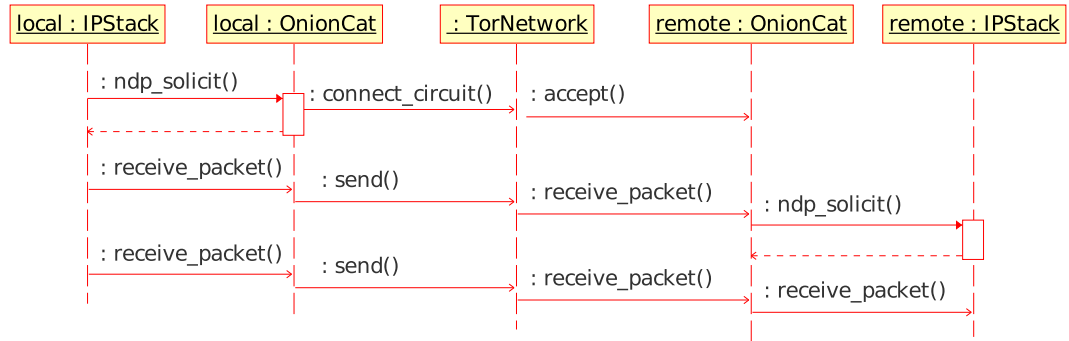 local : IPStack
local : OnionCat
: TorNetwork
remote : OnionCat
remote : IPStack
: ndp_solicit()
: connect_circuit()
: accept()
: receive_packet()
: send()
: receive_packet()
: ndp_solicit()
: receive_packet()
: send()
: receive_packet()
: receive_packet()